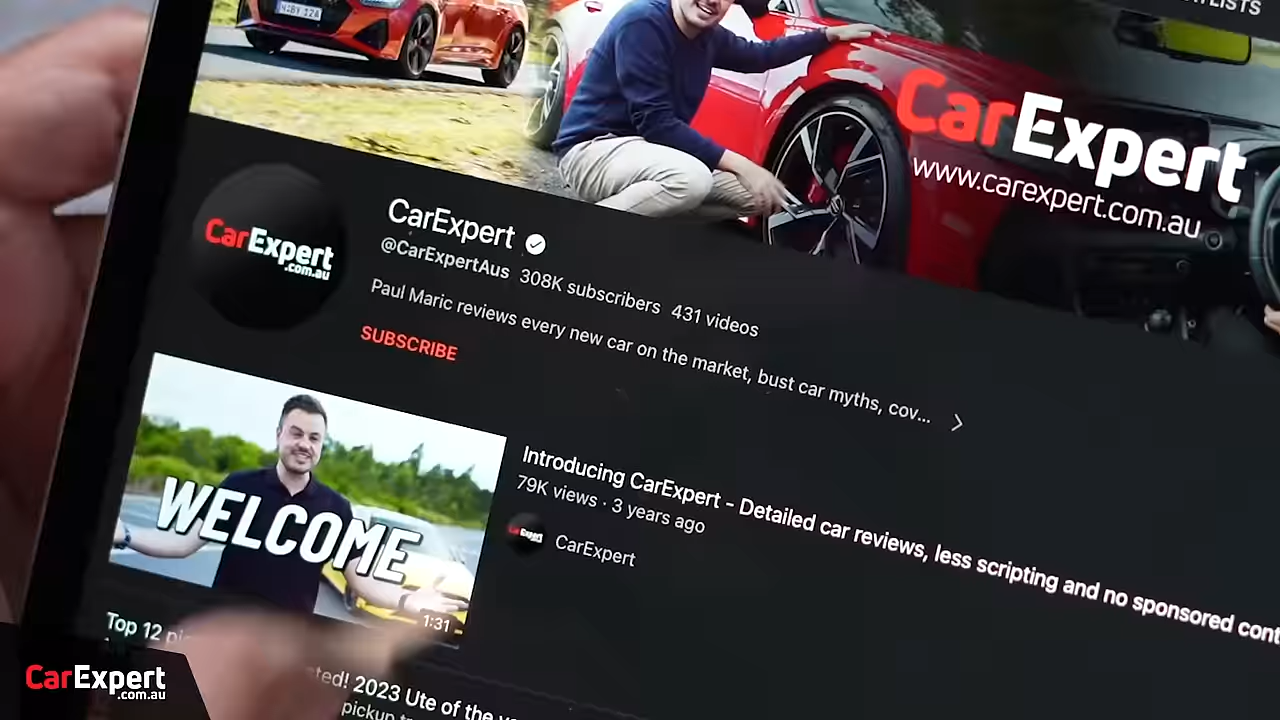 CarExpert
www.carexpert.com.au
CarExpert
.com.au
CarExpert
@CarExpertAus 308K subscribers 431 videos
Paul Maric reviews every new car on the market, bust car myths, cov...
SUBSCRIBE
WELCOME
1:31
Introducing CarExpert - Detailed car reviews, less scripting and no sponsored cont
79K views · 3 years ago
CarExpert
Top 12
2023 Ute of the
pickup
CarExpert
.com.au